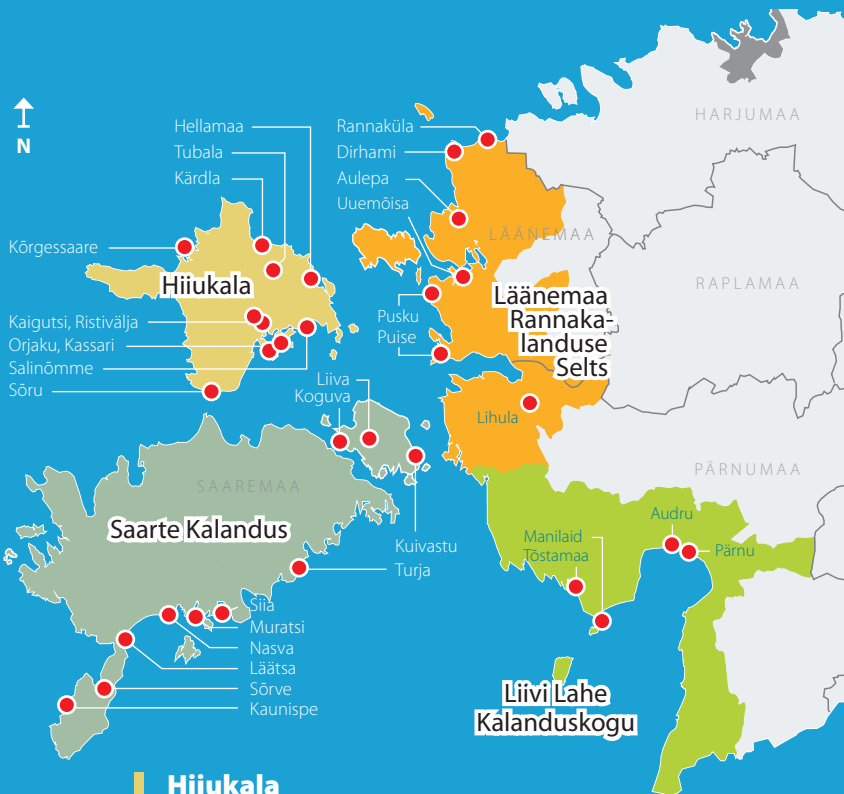 HARJUMAA
N
Hellamaa
Tubala
Kärdla
Rannaküla
Dirhami
Aulepa
Uuemõisa
LÄÄNEMAA
Kõrgessaare
Hiiukala
RAPLAMAA
Läänemaa
Rannaka-
landuse
Selts
Pusku
Puise
Kaigutsi, Ristivälja
Orjaku, Kassari
Salinõmme
Sõru
Liiva
Koguva
Lihula
SAAREMAA
PÄRNUMAA
Saarte Kalandus
Kuivastu
Turja
Audru
Manilaid
Tõstamaa
Pärnu
Siia
Muratsi
Nasva
Läätsa
Sõrve
Kaunispe
Liivi Lahe
Kalanduskogu
Hiiukala